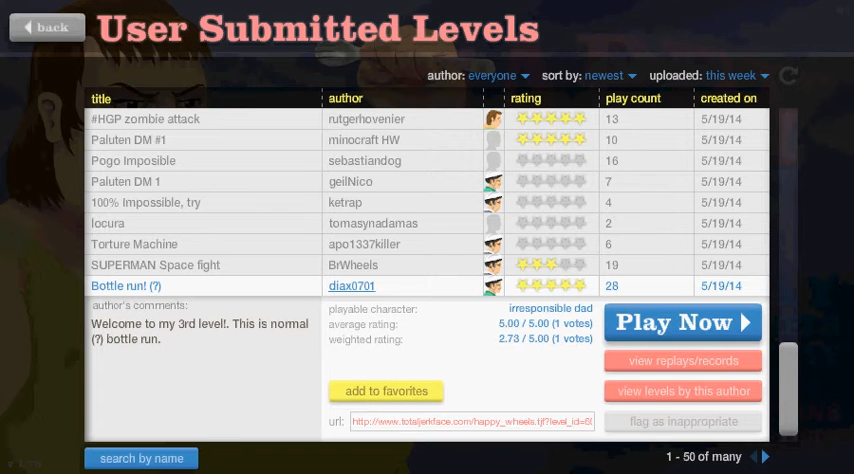 back
User Submitted Levels
author: everyone sort by: newest uploaded: this week
title author rating play count created on
#HGP zombie attack rutgerhovenier 13 5/19/14
Paluten DM #1 minocraft HW 10 5/19/14
Pogo Imposible sebastiandog 16 5/19/14
Paluten DM 1 geilNico 7 5/19/14
100% Impossible, try ketrap 4 5/19/14
locura tomasynadamas 2 5/19/14
Torture Machine apo1337killer 6 5/19/14
SUPERMAN Space fight BrWheels 19 5/19/14
Bottle run! (?) diax0701 28 5/19/14
author's comments:
Welcome to my 3rd level!. This is normal
(?) bottle run.
playable character: irresponsible dad
average rating: 5.00 / 5.00 (1 votes)
weighted rating: 2.73 / 5.00 (1 votes)
Play Now
view replays/records
add to favorites
view levels by this author
url: http://www.totaljerkface.com/happy_wheels.tjf?level_id=6
flag as inappropriate
search by name
1 - 50 of many